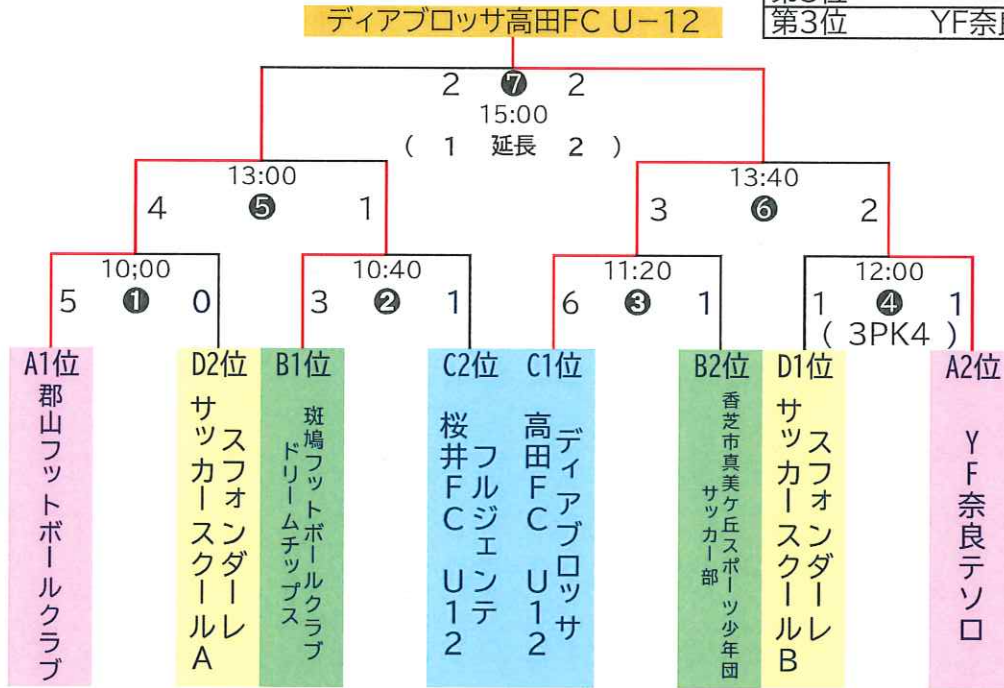 ディアブロッサ高田FC U-12
第3位 YF奈良
2 ❼ 2
15:00
( 1 延長 2 )
13:00
4 ❺ 1
13:40
3 ❻ 2
10;00
5 ❶ 0
10:40
3 ❷ 1
11:20
6 ❸ 1
12:00
1 ❹ 1
( 3PK4 )
A1位
郡山フットボールクラブ
D2位
スフォンダーレ
サッカースクールA
B1位
斑鳩フットボールクラブ
ドリームチップス
C2位
フルジェンテ
桜井FC U12
C1位
ディアブロッサ
高田FC U12
B2位
香芝市真美ケ丘スポーツ少年団
サッカー部
D1位
スフォンダーレ
サッカースクールB
A2位
YF奈良テソロ